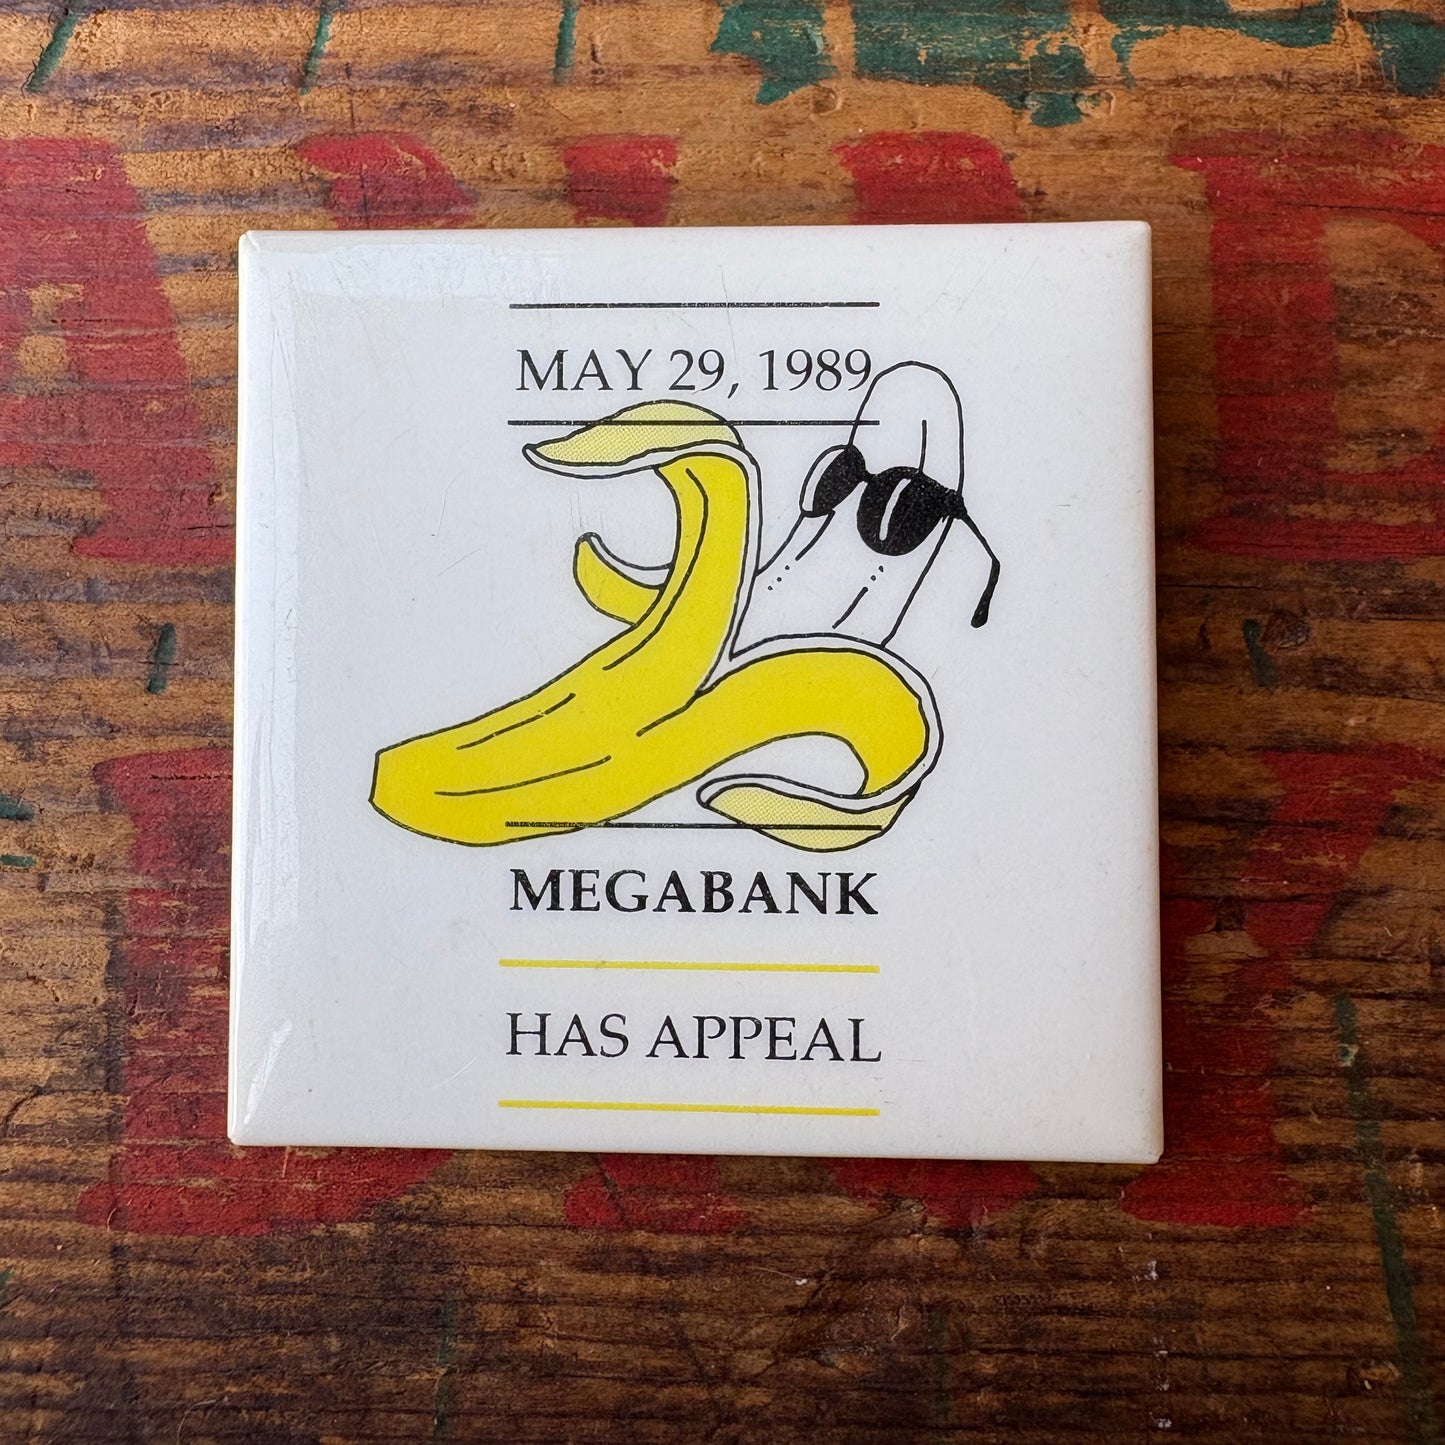 MAY 29, 1989
MEGABANK
HAS APPEAL